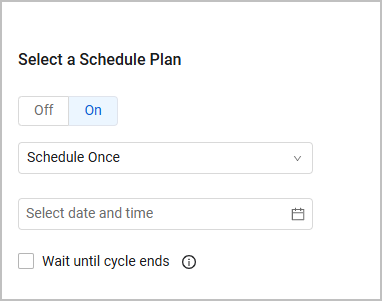 Select a Schedule Plan
Off On
Schedule Once
Select date and time
Wait until cycle ends